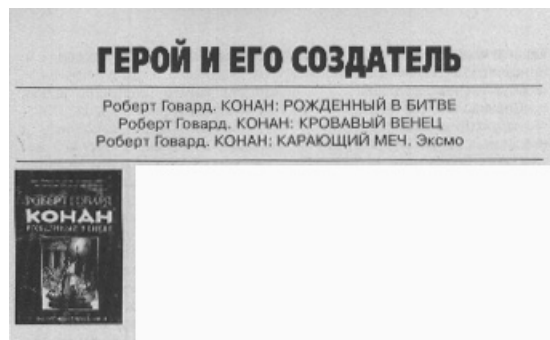 ГЕРОЙ И ЕГО СОЗДАТЕЛЬ
Роберт Говард. КОНАН: РОЖДЕННЫЙ В БИТВЕ
Роберт Говард. КОНАН: КРОВАВЫЙ ВЕНЕЦ
Роберт Говард. КОНАН: КАРАЮЩИЙ МЕЧ. Эксмо
РОБЕРТ ГОВАРД
КОНАН